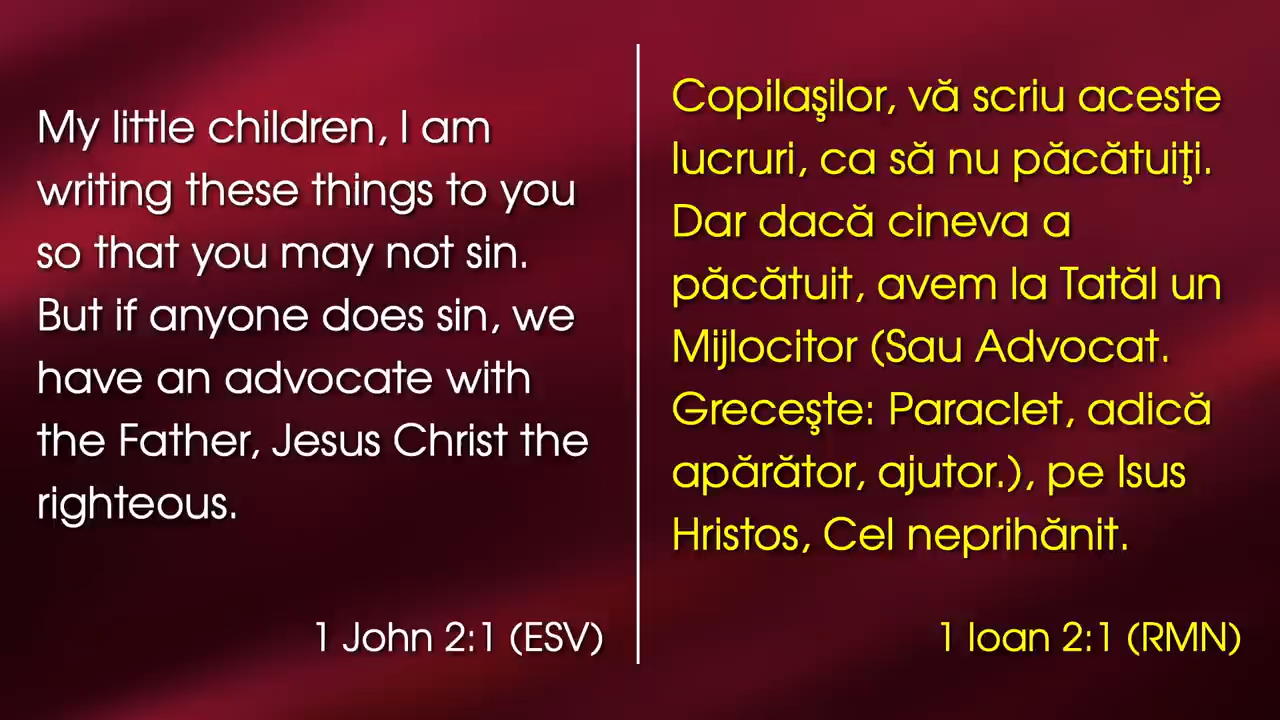 My little children, I am
writing these things to you
so that you may not sin.
But if anyone does sin, we
have an advocate with
the Father, Jesus Christ the
righteous.
1 John 2:1 (ESV)
Copilaşilor, vă scriu aceste
lucruri, ca să nu păcătuiţi.
Dar dacă cineva a
păcătuit, avem la Tatăl un
Mijlocitor (Sau Advocat.
Greceşte: Paraclet, adică
apărător, ajutor.), pe Isus
Hristos, Cel neprihănit.
1 Ioan 2:1 (RMN)